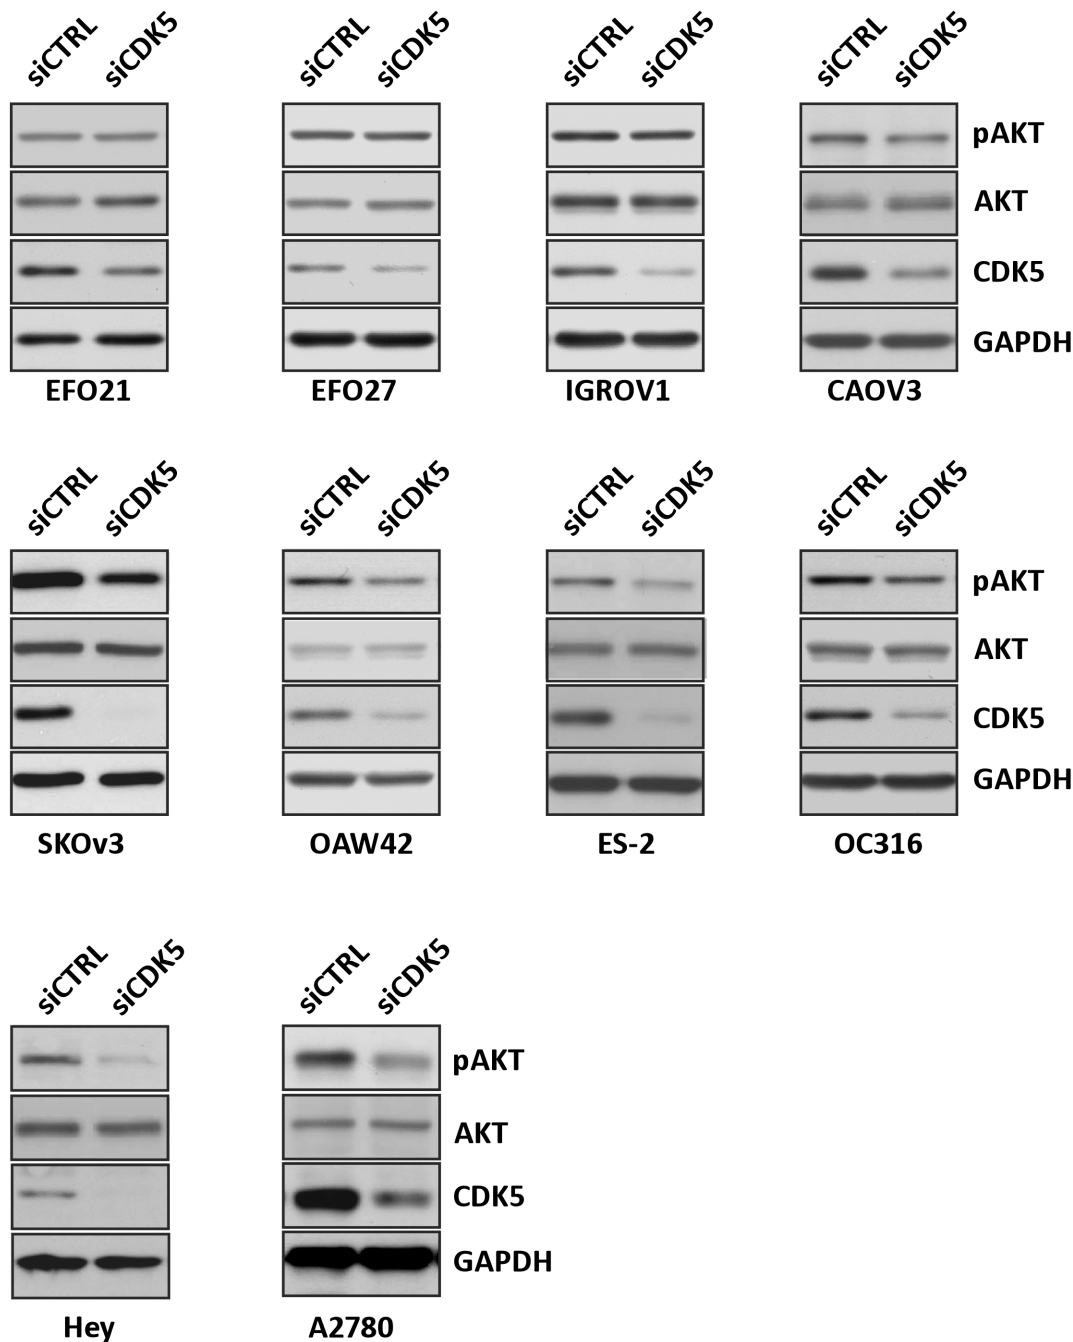 siCTRL siCDK5 siCTRL siCDK5 siCTRL siCDK5 siCTRL siCDK5
pAKT
AKT
CDK5
GAPDH
EFO21 EFO27 IGROV1 CAOV3
siCTRL siCDK5 siCTRL siCDK5 siCTRL siCDK5 siCTRL siCDK5
pAKT
AKT
CDK5
GAPDH
SKOv3 OAW42 ES-2 OC316
siCTRL siCDK5 siCTRL siCDK5
pAKT
AKT
CDK5
GAPDH
Hey A2780